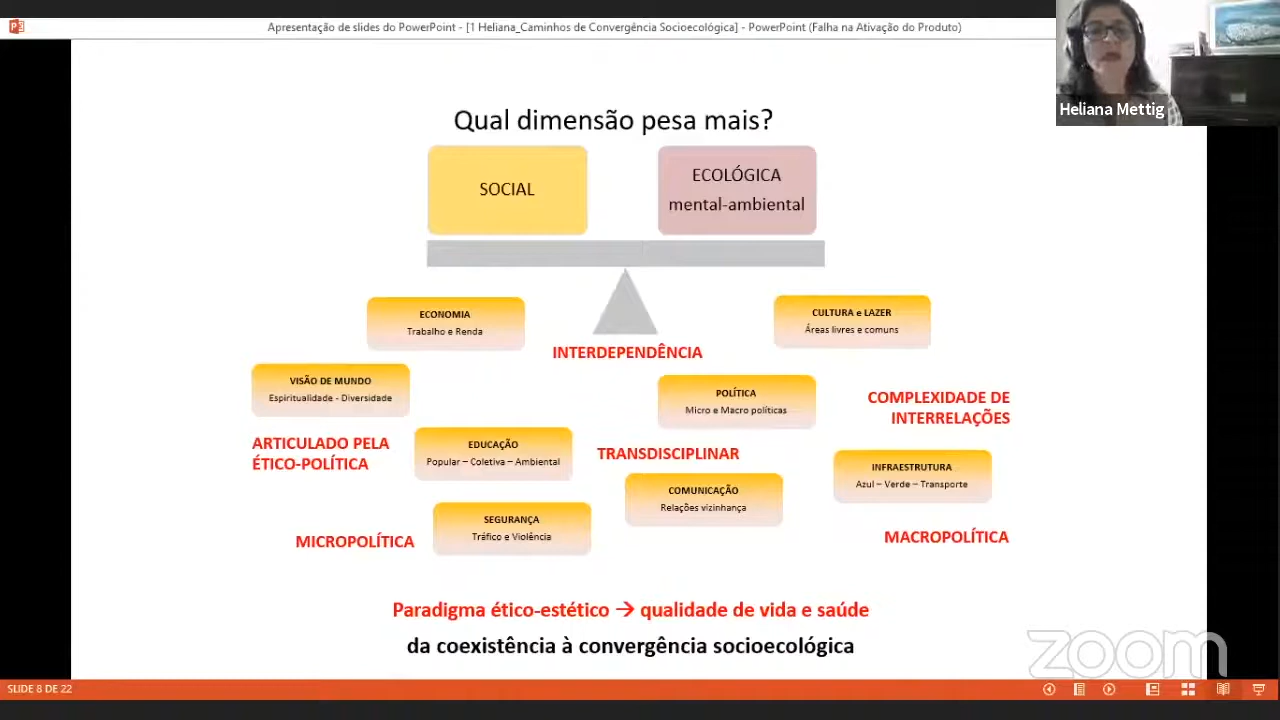 Apresentação de slides do PowerPoint - [1 Heliana_Caminhos de Convergência Socioecológica] - PowerPoint (Falha na Ativação do Produto)
Heliana Mettig
Qual dimensão pesa mais?
SOCIAL
ECOLÓGICA
mental-ambiental
ECONOMIA
Trabalho e Renda
CULTURA e LAZER
Áreas livres e comuns
INTERDEPENDÊNCIA
VISÃO DE MUNDO
Espiritualidade - Diversidade
POLÍTICA
Micro e Macro políticas
COMPLEXIDADE DE
INTERRELAÇÕES
ARTICULADO PELA
ÉTICO-POLÍTICA
EDUCAÇÃO
Popular – Coletiva – Ambiental
TRANSDISCIPLINAR
INFRAESTRUTURA
Azul – Verde – Transporte
COMUNICAÇÃO
Relações vizinhança
SEGURANÇA
Tráfico e Violência
MICROPOLÍTICA
MACROPOLÍTICA
Paradigma ético-estético → qualidade de vida e saúde
da coexistência à convergência socioecológica
zoom
SLIDE 8 DE 22